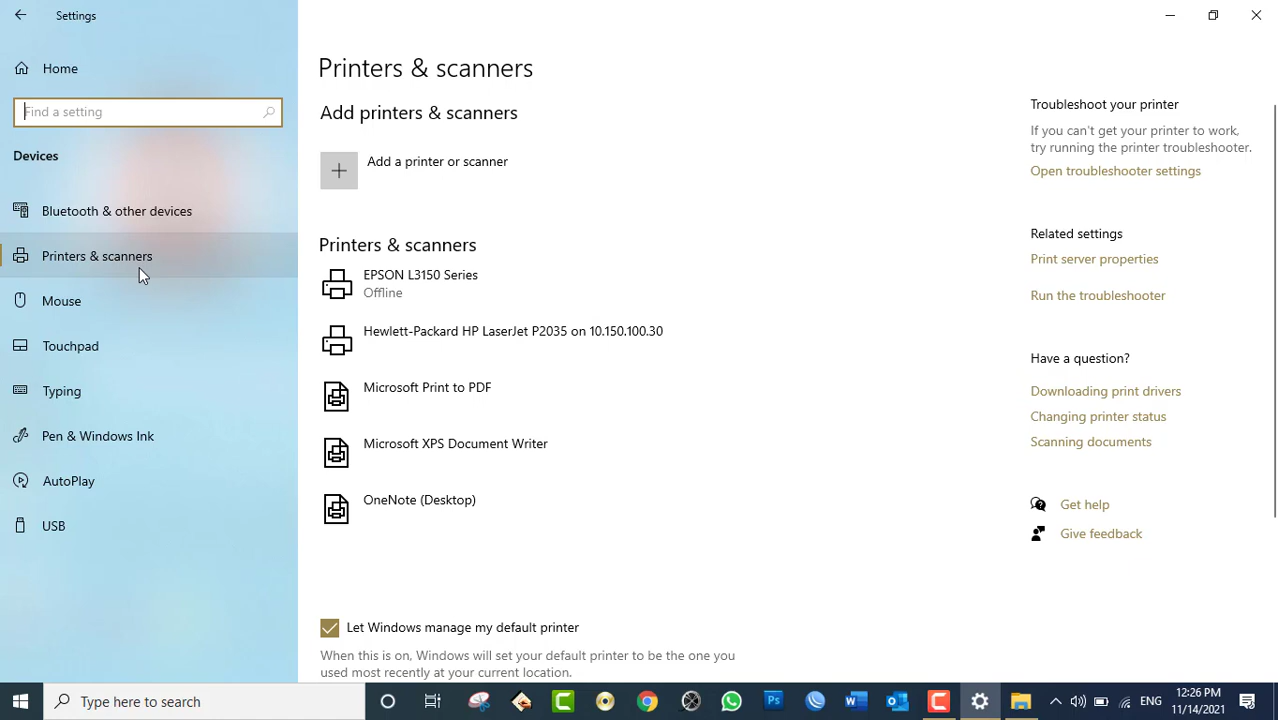 Settings
Home
Find a setting
Devices
Bluetooth & other devices
Printers & scanners
Mouse
Touchpad
Typing
Pen & Windows Ink
AutoPlay
USB
Printers & scanners
Add printers & scanners
Add a printer or scanner
Printers & scanners
EPSON L3150 Series
Offline
Hewlett-Packard HP LaserJet P2035 on 10.150.100.30
Microsoft Print to PDF
Microsoft XPS Document Writer
OneNote (Desktop)
Let Windows manage my default printer
When this is on, Windows will set your default printer to be the one you
used most recently at your current location.
Troubleshoot your printer
If you can't get your printer to work,
try running the printer troubleshooter.
Open troubleshooter settings
Related settings
Print server properties
Run the troubleshooter
Have a question?
Downloading print drivers
Changing printer status
Scanning documents
Get help
Give feedback
Type here to search
ENG
12:26 PM
11/14/2021